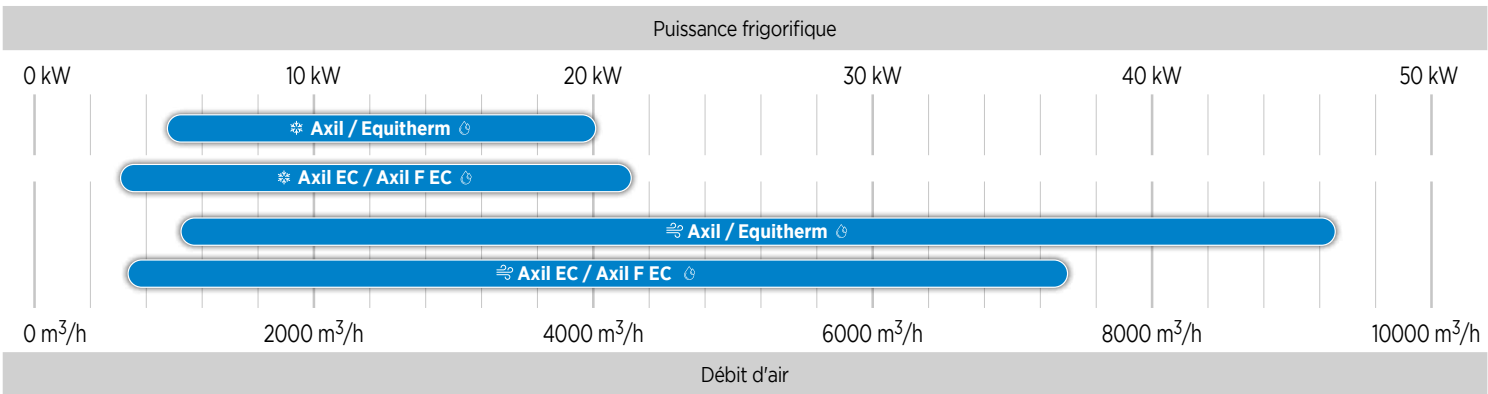 Puissance frigorifique
0 kW 10 kW 20 kW 30 kW 40 kW 50 kW
Axil / Equitherm
Axil EC / Axil F EC
Axil / Equitherm
Axil EC / Axil F EC
0 m³/h 2000 m³/h 4000 m³/h 6000 m³/h 8000 m³/h 10000 m³/h
Débit d'air